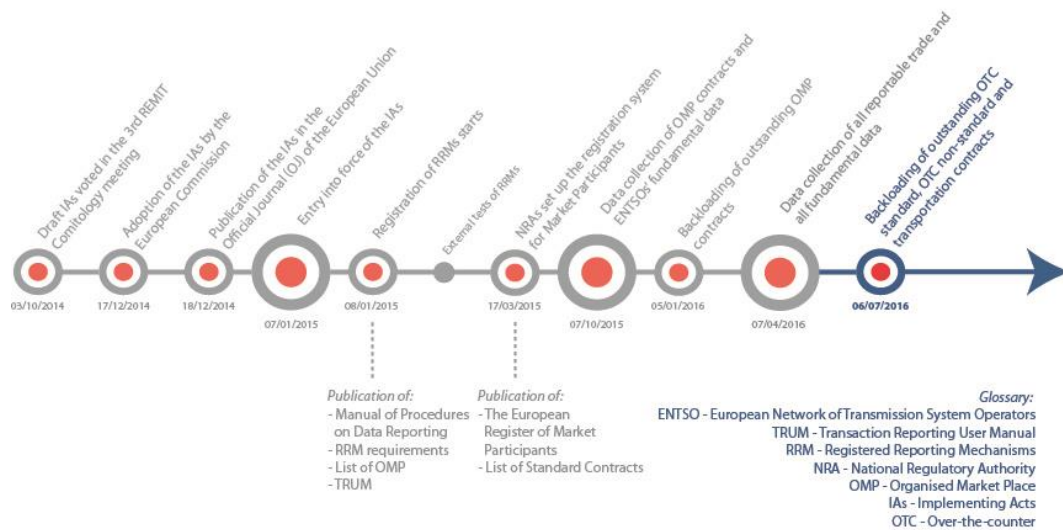 Draft IAs voted in the 3rd REMIT
Comitology meeting
Adoption of the IAs by the
European Commission
Publication of the IAs in the
Official Journal (OJ) of the European Union
Entry into force of the IAs
Registration of RRMs starts
External tests of RRMs
NRAs set up the registration system
for Market Participants
Data collection of OMP contracts and
ENTSOs' fundamental data
Backloading of outstanding OMP
contracts
Data collection of all reportable trade and
all fundamental data
Backloading of outstanding OTC
standard, OTC non-standard and
transportation contracts
03/10/2014
17/12/2014
18/12/2014
07/01/2015
08/01/2015
17/03/2015
07/10/2015
05/01/2016
07/04/2016
06/07/2016
Publication of:
- Manual of Procedures
on Data Reporting
- RRM requirements
- List of OMP
- TRUM
Publication of:
- The European
Register of Market
Participants
- List of Standard Contracts
Glossary:
ENTSO - European Network of Transmission System Operators
TRUM - Transaction Reporting User Manual
RRM - Registered Reporting Mechanisms
NRA - National Regulatory Authority
OMP - Organised Market Place
IAs - Implementing Acts
OTC - Over-the-counter